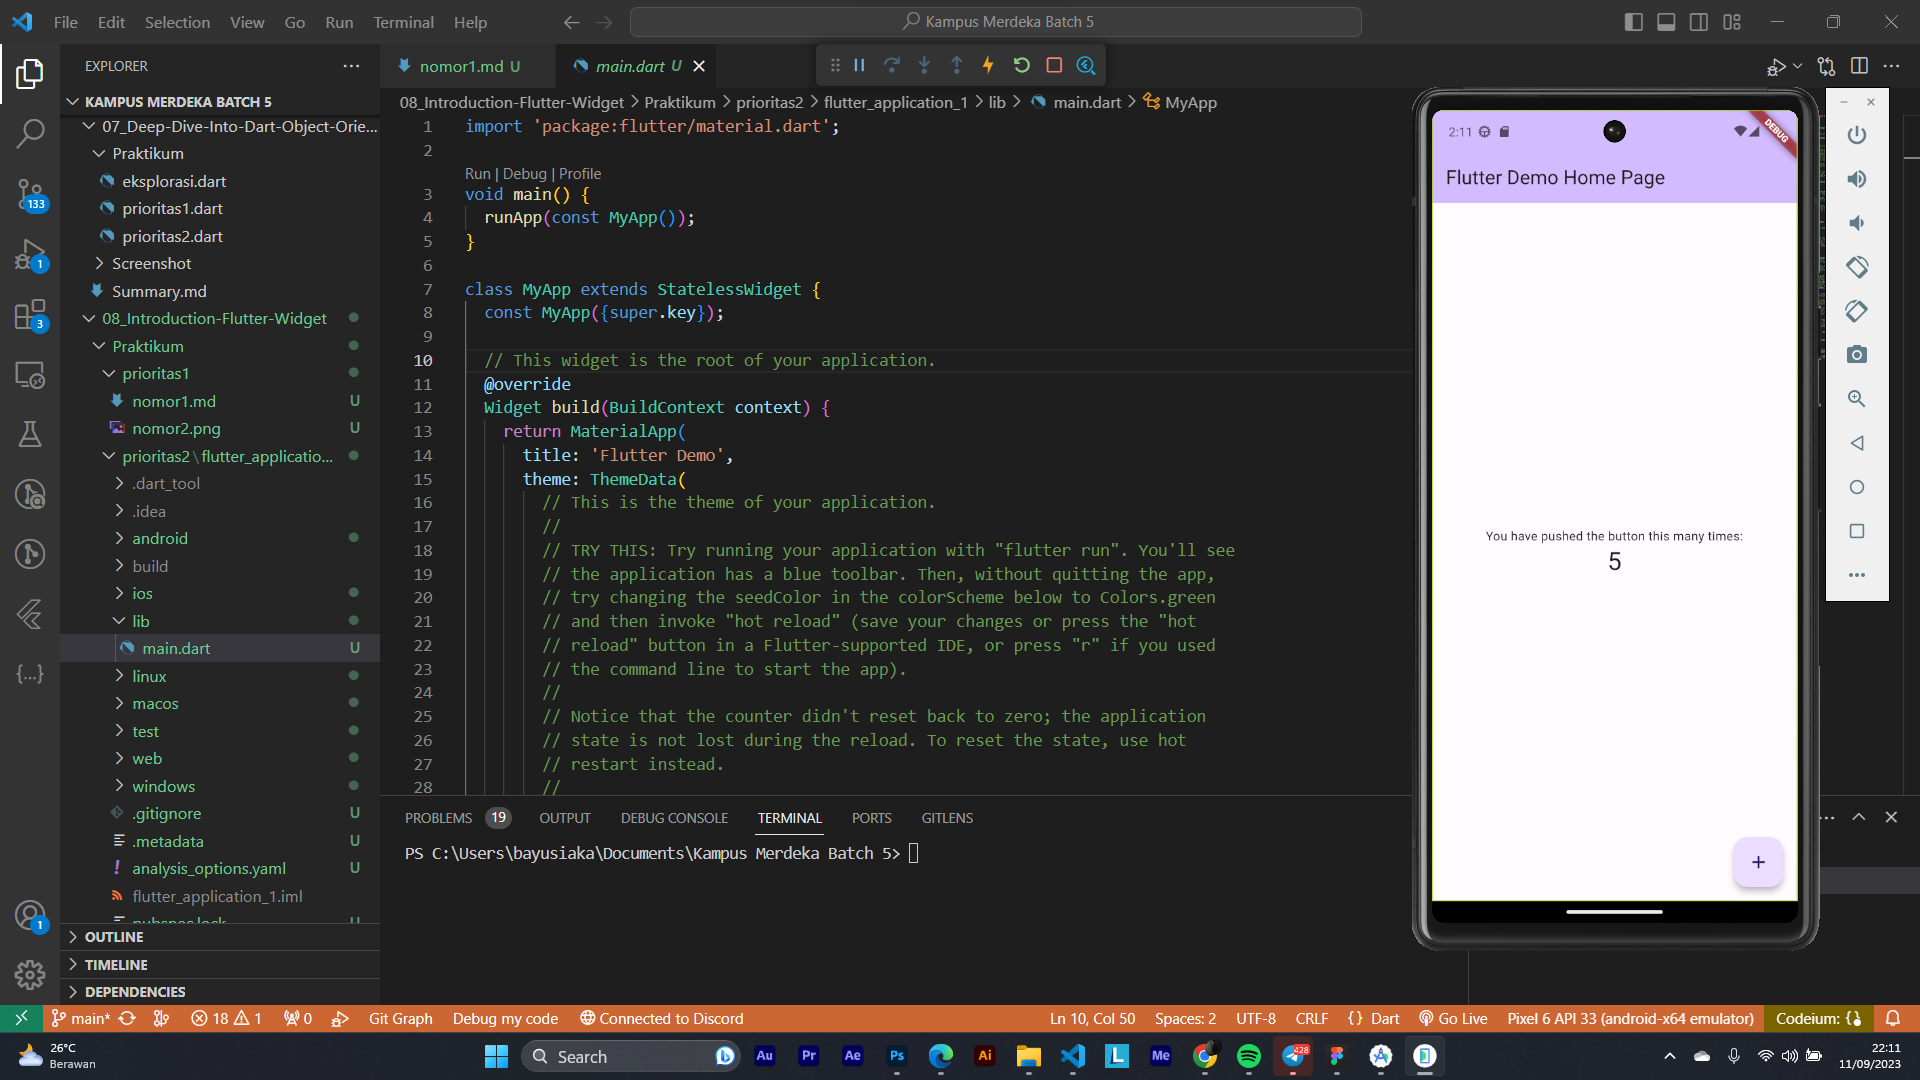 File Edit Selection View Go Run Terminal Help
Kampus Merdeka Batch 5
EXPLORER
nomor1.md U
main.dart U
KAMPUS MERDEKA BATCH 5
07_Deep-Dive-Into-Dart-Object-Orie...
Praktikum
eksplorasi.dart
prioritas1.dart
prioritas2.dart
Screenshot
Summary.md
08_Introduction-Flutter-Widget
Praktikum
prioritas1
nomor1.md U
nomor2.png U
prioritas2\flutter_applicatio...
.dart_tool
.idea
android
build
ios
lib
main.dart U
linux
macos
test
web
windows
.gitignore U
.metadata U
analysis_options.yaml U
flutter_application_1.iml
pubspec.lock U
OUTLINE
TIMELINE
DEPENDENCIES
133
1
3
1
08_Introduction-Flutter-Widget > Praktikum > prioritas2 > flutter_application_1 > lib > main.dart > MyApp
1 import 'package:flutter/material.dart';
2
Run | Debug | Profile
3 void main() {
4 runApp(const MyApp());
5 }
6
7 class MyApp extends StatelessWidget {
8 const MyApp({super.key});
9
10 // This widget is the root of your application.
11 @override
12 Widget build(BuildContext context) {
13 return MaterialApp(
14 title: 'Flutter Demo',
15 theme: ThemeData(
16 // This is the theme of your application.
17 //
18 // TRY THIS: Try running your application with "flutter run". You'll see
19 // the application has a blue toolbar. Then, without quitting the app,
20 // try changing the seedColor in the colorScheme below to Colors.green
21 // and then invoke "hot reload" (save your changes or press the "hot
22 // reload" button in a Flutter-supported IDE, or press "r" if you used
23 // the command line to start the app).
24 //
25 // Notice that the counter didn't reset back to zero; the application
26 // state is not lost during the reload. To reset the state, use hot
27 // restart instead.
28 //
PROBLEMS 19 OUTPUT DEBUG CONSOLE TERMINAL PORTS GITLENS
PS C:\Users\bayusiaka\Documents\Kampus Merdeka Batch 5>
2:11
DEBUG
Flutter Demo Home Page
You have pushed the button this many times:
5
+
main* 18 1 0 Git Graph Debug my code Connected to Discord Ln 10, Col 50 Spaces: 2 UTF-8 CRLF {} Dart Go Live Pixel 6 API 33 (android-x64 emulator) Codeium: {}
26°C
Berawan
Search
Au Pr Ae Ps Ai L Me 428
22:11
11/09/2023